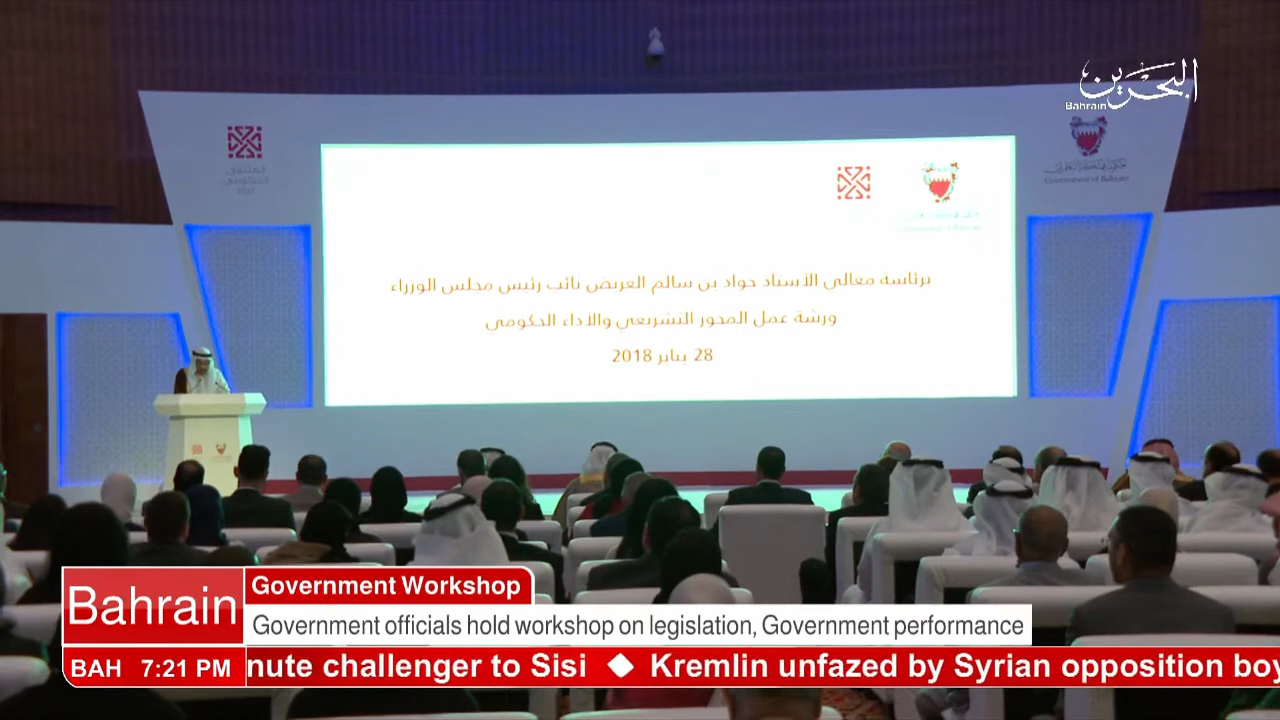 البحرين
Bahrain
الملتقى
الحكومي
Government of Bahrain
برئاسة معالي الأستاذ جواد بن سالم العريض نائب رئيس مجلس الوزراء
ورشة عمل المحور التشريعي والأداء الحكومي
28 يناير 2018
Bahrain
Government Workshop
Government officials hold workshop on legislation, Government performance
BAH 7:21 PM
nute challenger to Sisi ◆ Kremlin unfazed by Syrian opposition boy